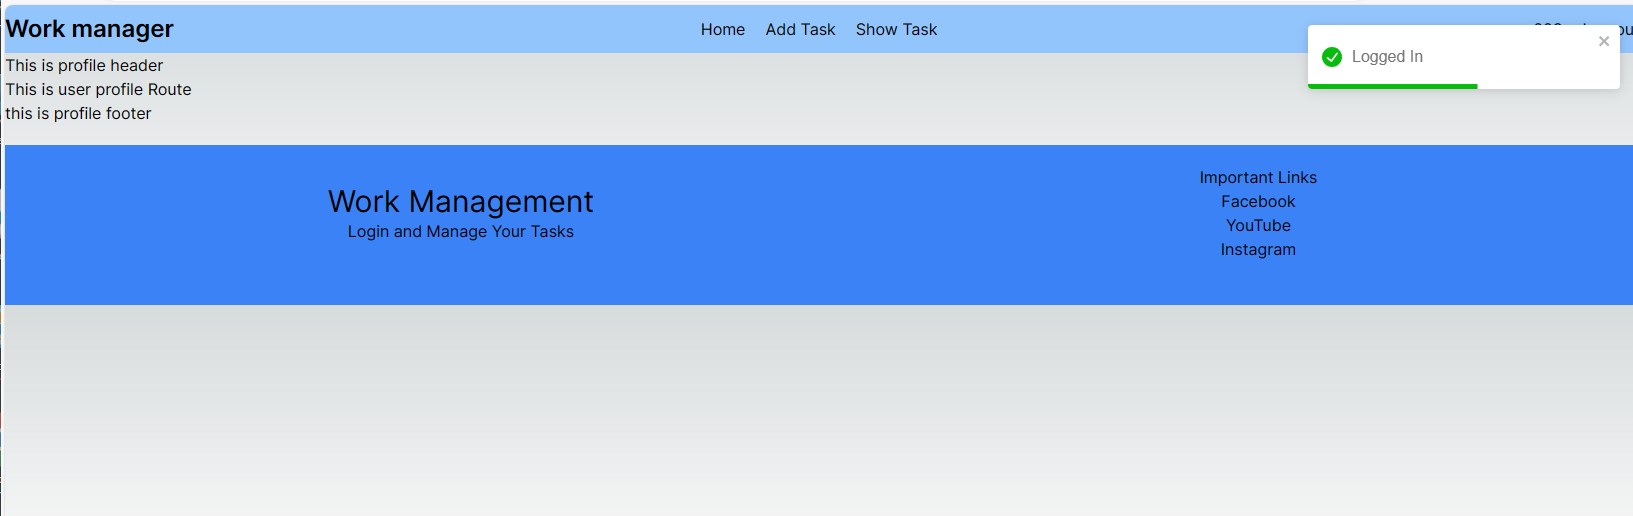 Work manager
Home Add Task Show Task
Logged In
This is profile header
This is user profile Route
this is profile footer
Work Management
Login and Manage Your Tasks
Important Links
Facebook
YouTube
Instagram